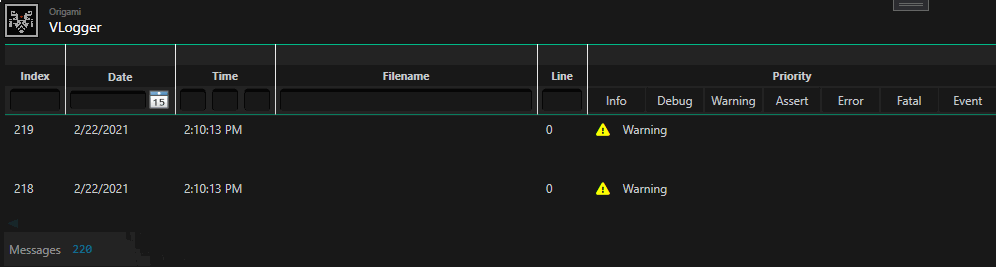 Origami
VLogger
Index Date Time Filename Line Priority
15 Info Debug Warning Assert Error Fatal Event
219 2/22/2021 2:10:13 PM 0 Warning
218 2/22/2021 2:10:13 PM 0 Warning
Messages 220